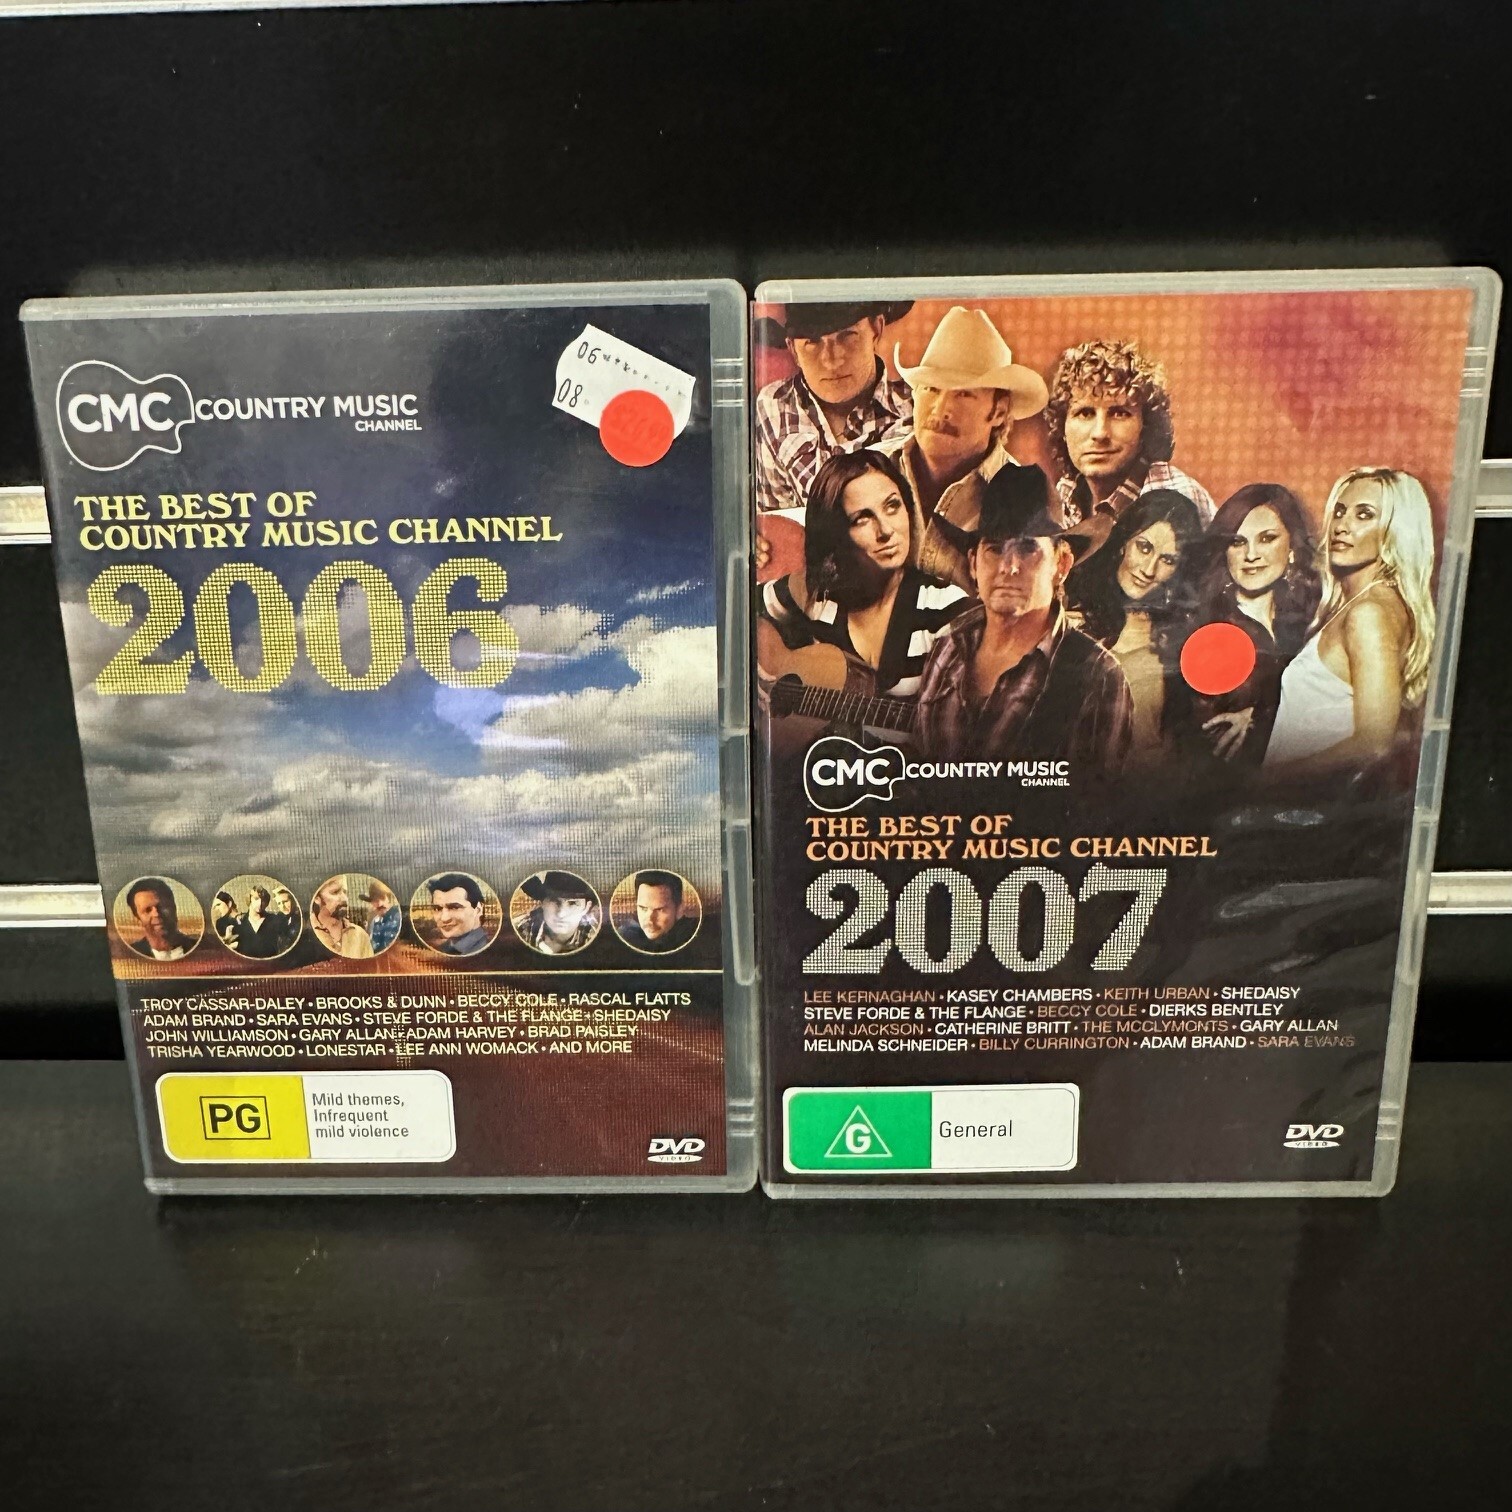 CMC COUNTRY MUSIC
CHANNEL
06
08
THE BEST OF
COUNTRY MUSIC CHANNEL
2006
TROY CASSAR-DALEY • BROOKS & DUNN • BECCY COLE • RASCAL FLATTS
ADAM BRAND • SARA EVANS • STEVE FORDE & THE FLANGE • SHEDAISY
JOHN WILLIAMSON • GARY ALLAN • ADAM HARVEY • BRAD PAISLEY
TRISHA YEARWOOD • LONESTAR • LEE ANN WOMACK • AND MORE
PG
Mild themes,
Infrequent
mild violence
DVD
VIDEO
CMC COUNTRY MUSIC
CHANNEL
THE BEST OF
COUNTRY MUSIC CHANNEL
2007
LEE KERNAGHAN • KASEY CHAMBERS • KEITH URBAN • SHEDAISY
STEVE FORDE & THE FLANGE • BECCY COLE • DIERKS BENTLEY
ALAN JACKSON • CATHERINE BRITT • THE MCCLYMONTS • GARY ALLAN
MELINDA SCHNEIDER • BILLY CURRINGTON • ADAM BRAND • SARA EVANS
G
General
DVD
VIDEO